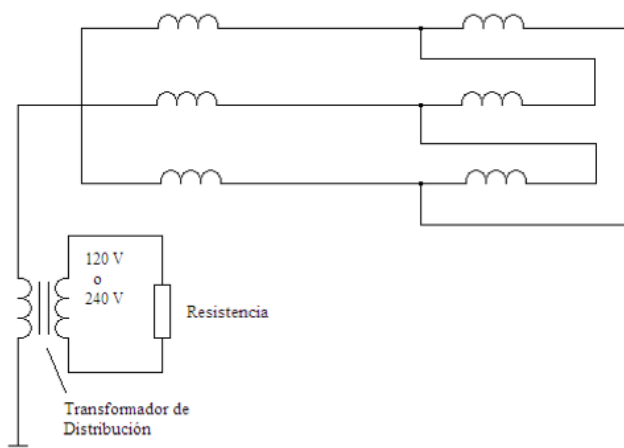 120 V
o
240 V
Resistencia
Transformador de
Distribución